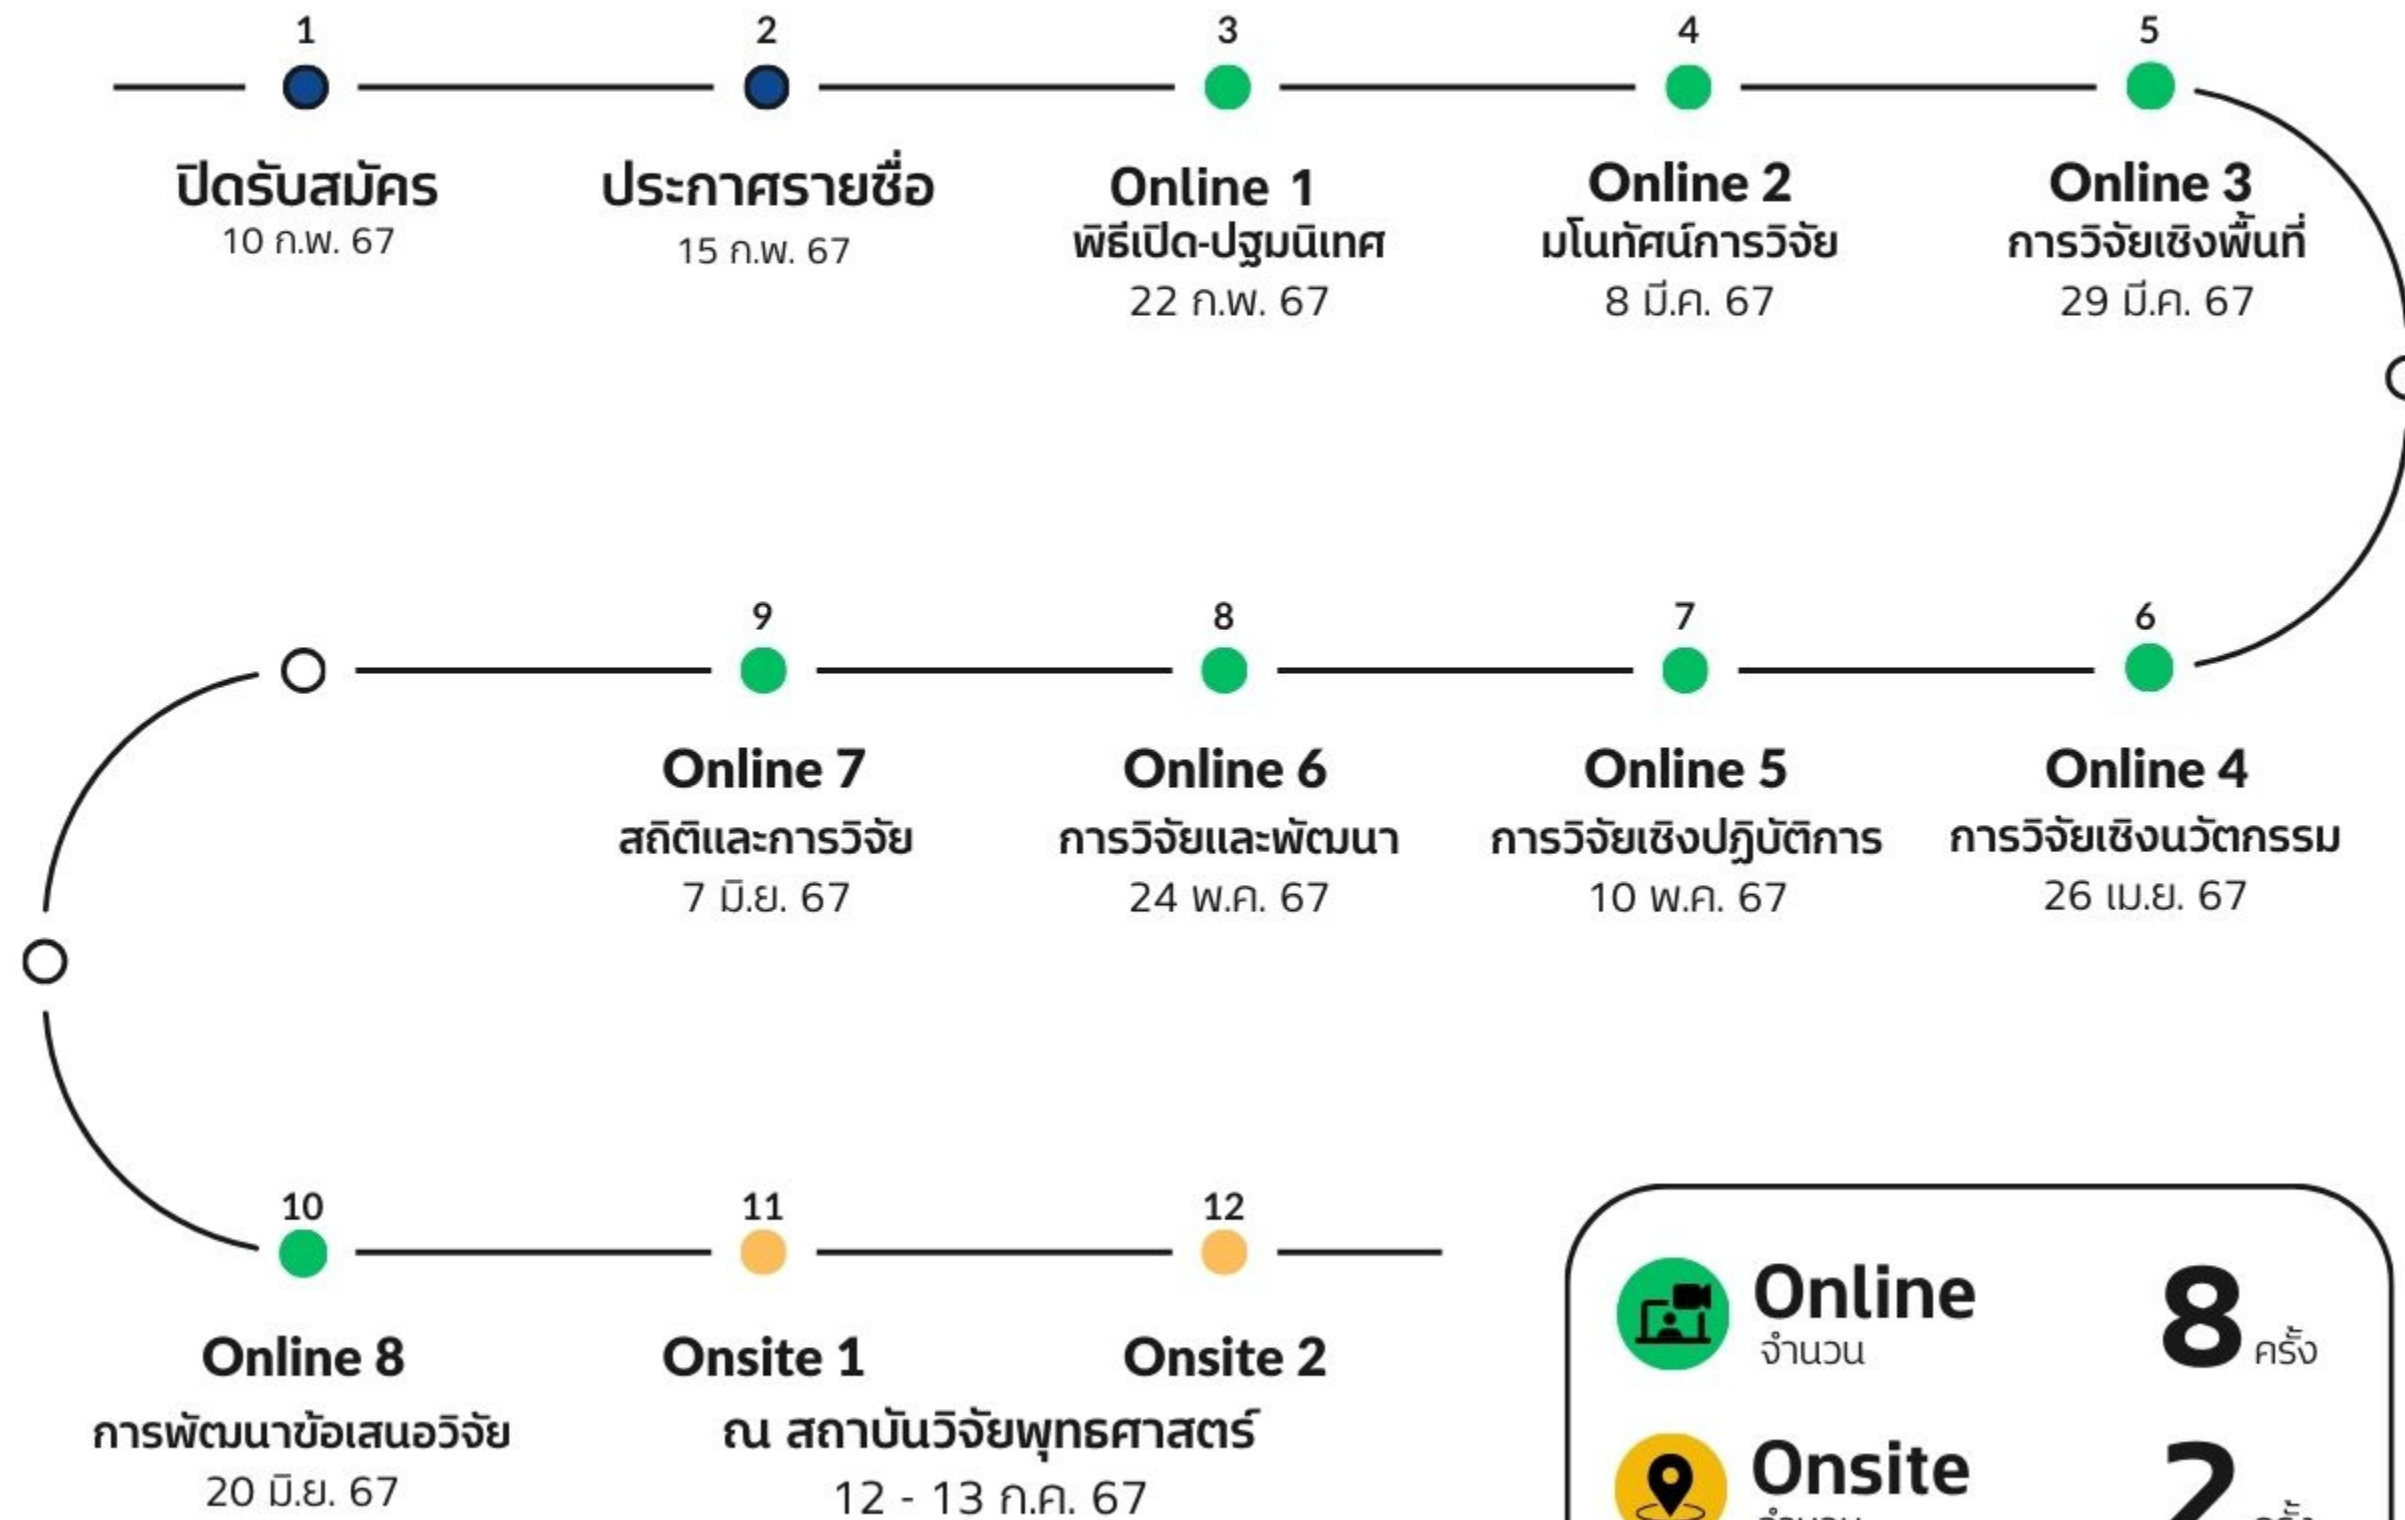 1
ปิดรับสมัคร
10 ก.พ. 67
2
ประกาศรายชื่อ
15 ก.พ. 67
3
Online 1
พิธีเปิด-ปฐมนิเทศ
22 ก.พ. 67
4
Online 2
มโนทัศน์การวิจัย
8 มี.ค. 67
5
Online 3
การวิจัยเชิงพื้นที่
29 มี.ค. 67
6
Online 4
การวิจัยเชิงนวัตกรรม
26 เม.ย. 67
7
Online 5
การวิจัยเชิงปฏิบัติการ
10 พ.ค. 67
8
Online 6
การวิจัยและพัฒนา
24 พ.ค. 67
9
Online 7
สถิติและการวิจัย
7 มิ.ย. 67
10
Online 8
การพัฒนาข้อเสนอวิจัย
20 มิ.ย. 67
11
Onsite 1
12
Onsite 2
ณ สถาบันวิจัยพุทธศาสตร์
12 - 13 ก.ค. 67
Online 8
จำนวน ครั้ง
Onsite 2